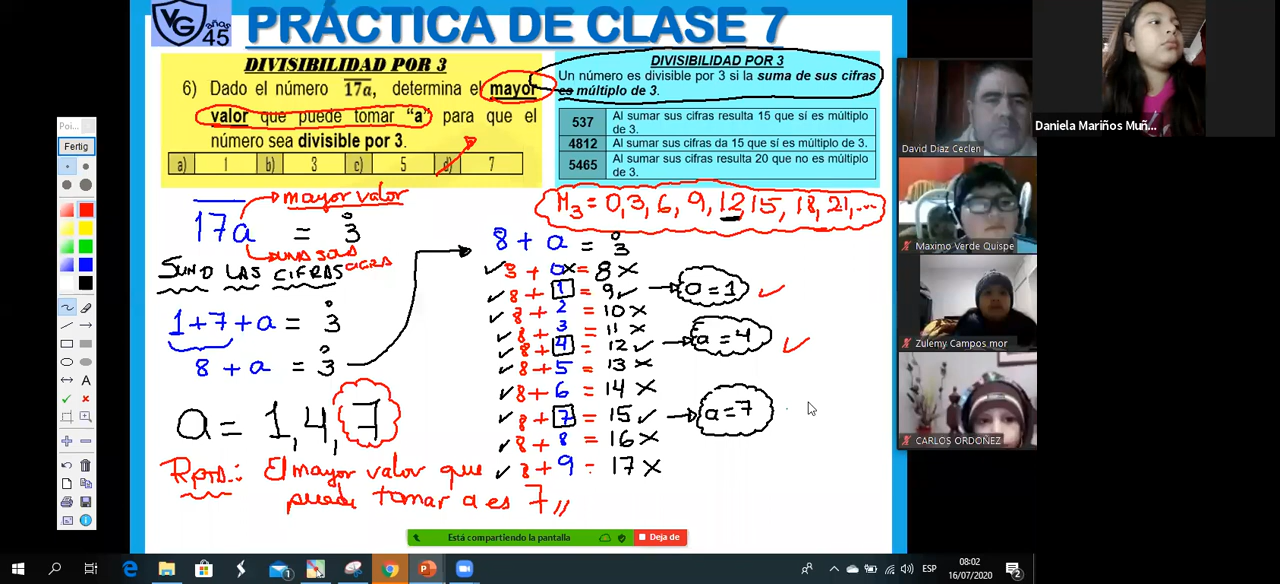 VG
años
45
PRÁCTICA DE CLASE 7
DIVISIBILIDAD POR 3
6) Dado el número 17a, determina el mayor
valor que puede tomar "a" para que el
número sea divisible por 3.
a) 1 b) 3 c) 5 d) 7
DIVISIBILIDAD POR 3
Un número es divisible por 3 si la suma de sus cifras
es múltiplo de 3.
537 Al sumar sus cifras resulta 15 que sí es múltiplo
de 3.
4812 Al sumar sus cifras da 15 que sí es múltiplo de 3.
5465 Al sumar sus cifras resulta 20 que no es múltiplo
de 3.
M3 = 0, 3, 6, 9, 12, 15, 18, 21, ...
mayor valor
17a = 3°
UNA SOLA
CIFRA
SUMO LAS CIFRAS
1+7+a = 3°
8 + a = 3°
a = 1, 4, 7
Rpta.: El mayor valor que
puede tomar a es 7,,
8 + a = 3°
✓ 8 + 0 x = 8 x
✓ 8 + 1 = 9 ✓ → a = 1 ✓
✓ 8 + 2 = 10 x
✓ 8 + 3 = 11 x
✓ 8 + 4 = 12 ✓ → a = 4 ✓
✓ 8 + 5 = 13 x
✓ 8 + 6 = 14 x
✓ 8 + 7 = 15 ✓ → a = 7
✓ 8 + 8 = 16 x
✓ 8 + 9 = 17 x
Poi...
Fertig
A
Daniela Mariños Muñ...
David Diaz Ceclen
Maximo Verde Quispe
Zulemy Campos mor
CARLOS ORDOÑEZ
Está compartiendo la pantalla
Deja de
ESP
08:02
16/07/2020